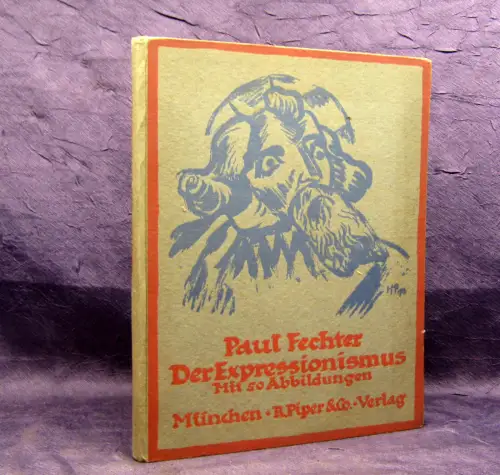 Paul Fechter
Der Expressionismus
Mit 50 Abbildungen
München • R. Piper & Co. • Verlag